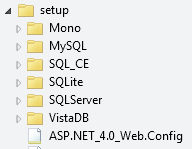 setup
Mono
MySQL
SQL_CE
SQLite
SQLServer
VistaDB
ASP.NET_4.0_Web.Config